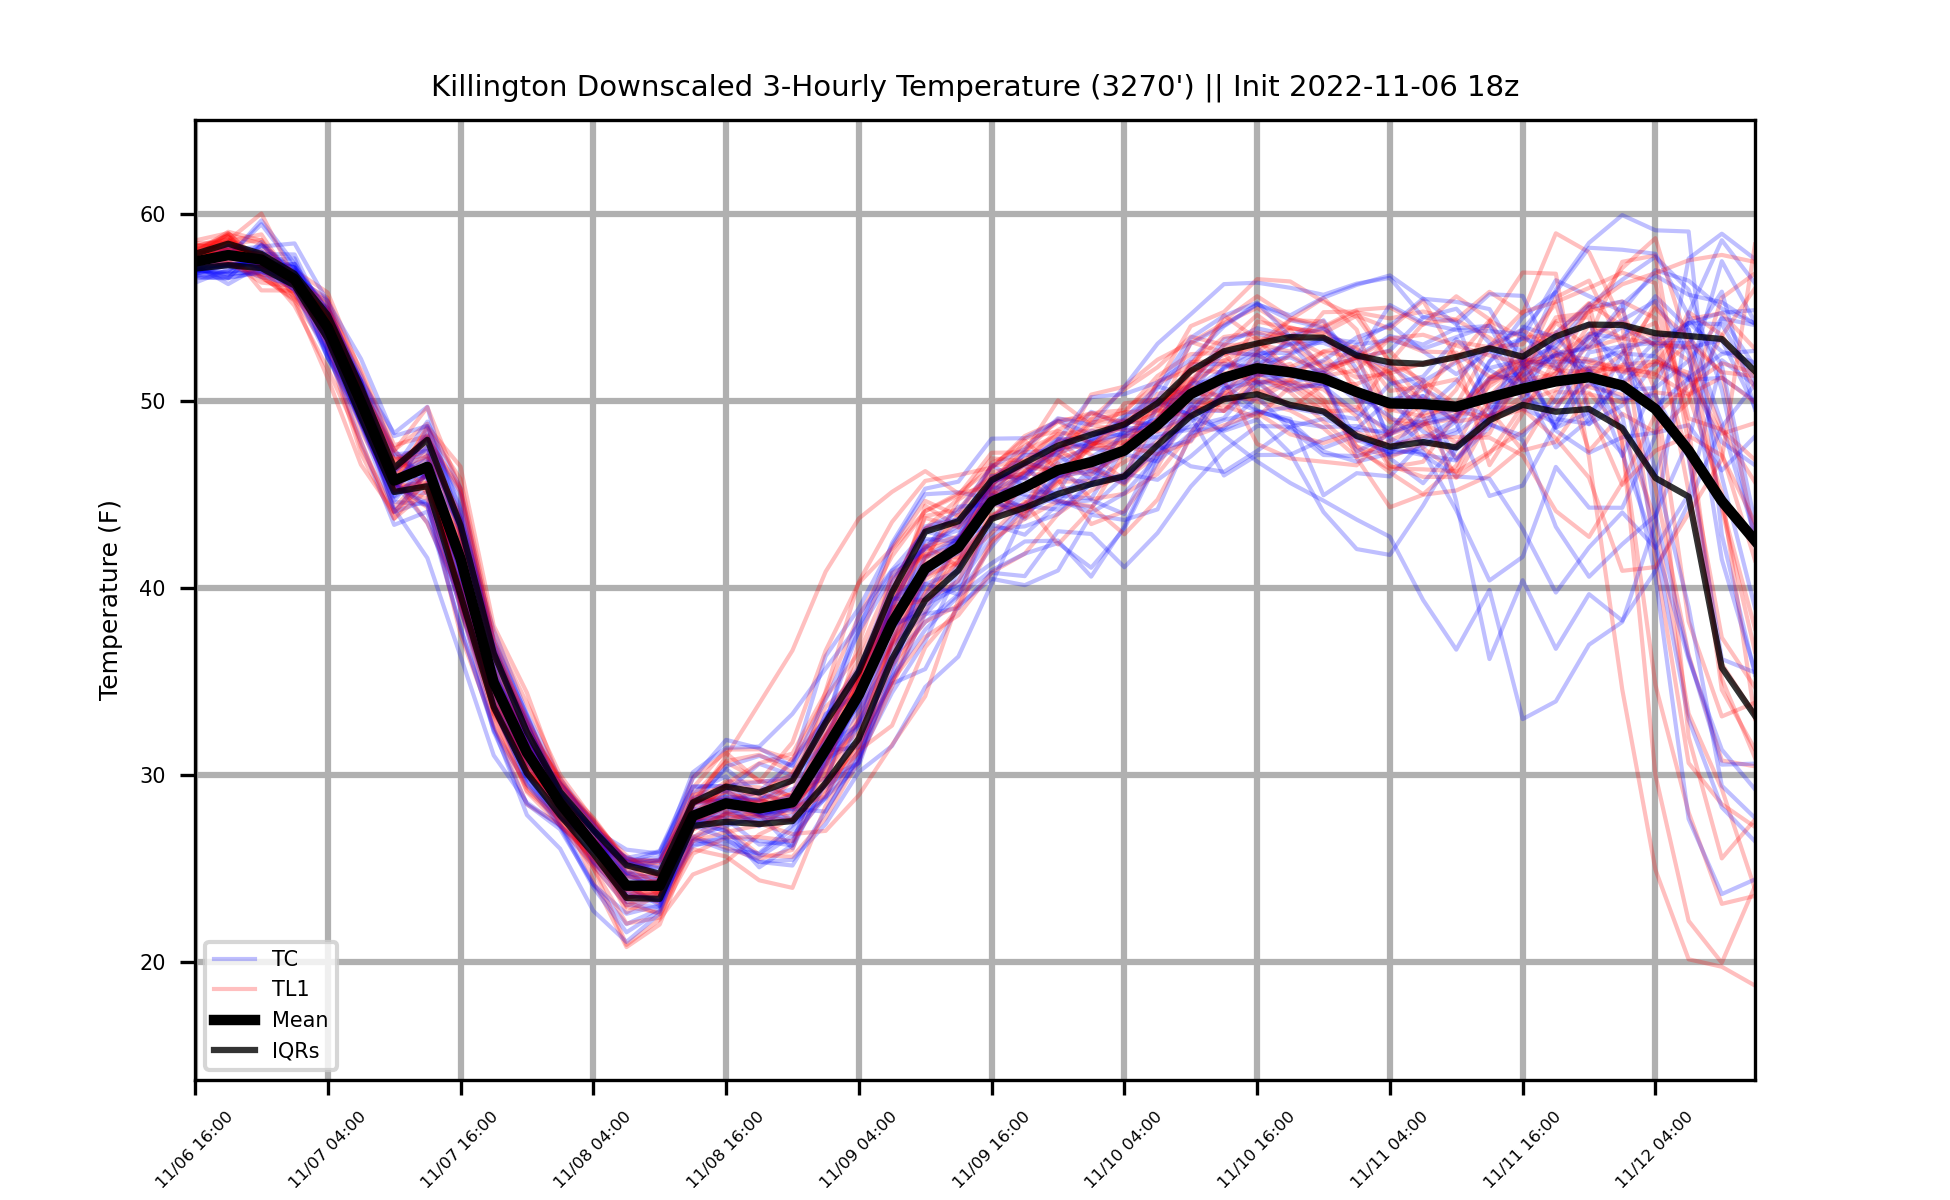 Killington Downscaled 3-Hourly Temperature (3270') || Init 2022-11-06 18z
Temperature (F)
60
50
40
30
20
TC
TL1
Mean
IQRs
11/06 16:00
11/07 04:00
11/07 16:00
11/08 04:00
11/08 16:00
11/09 04:00
11/09 16:00
11/10 04:00
11/10 16:00
11/11 04:00
11/11 16:00
11/12 04:00